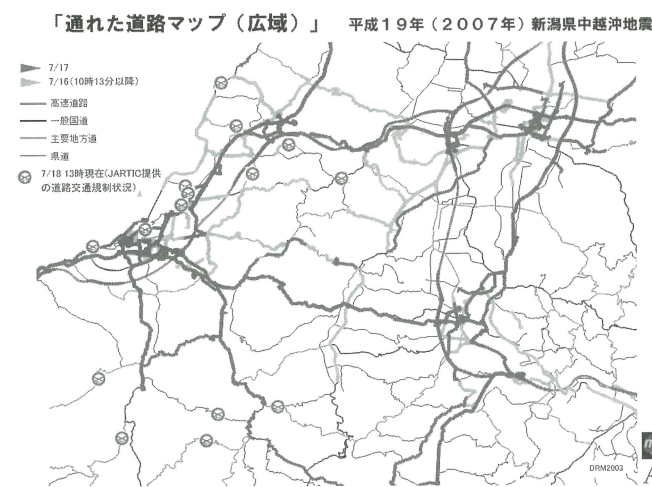 「通れた道路マップ（広域）」 平成19年（2007年）新潟県中越沖地震
7/17
7/16(10時13分以降)
高速道路
一般国道
主要地方道
県道
7/18 13時現在(JARTIC提供
の道路交通規制状況)
DRM2003